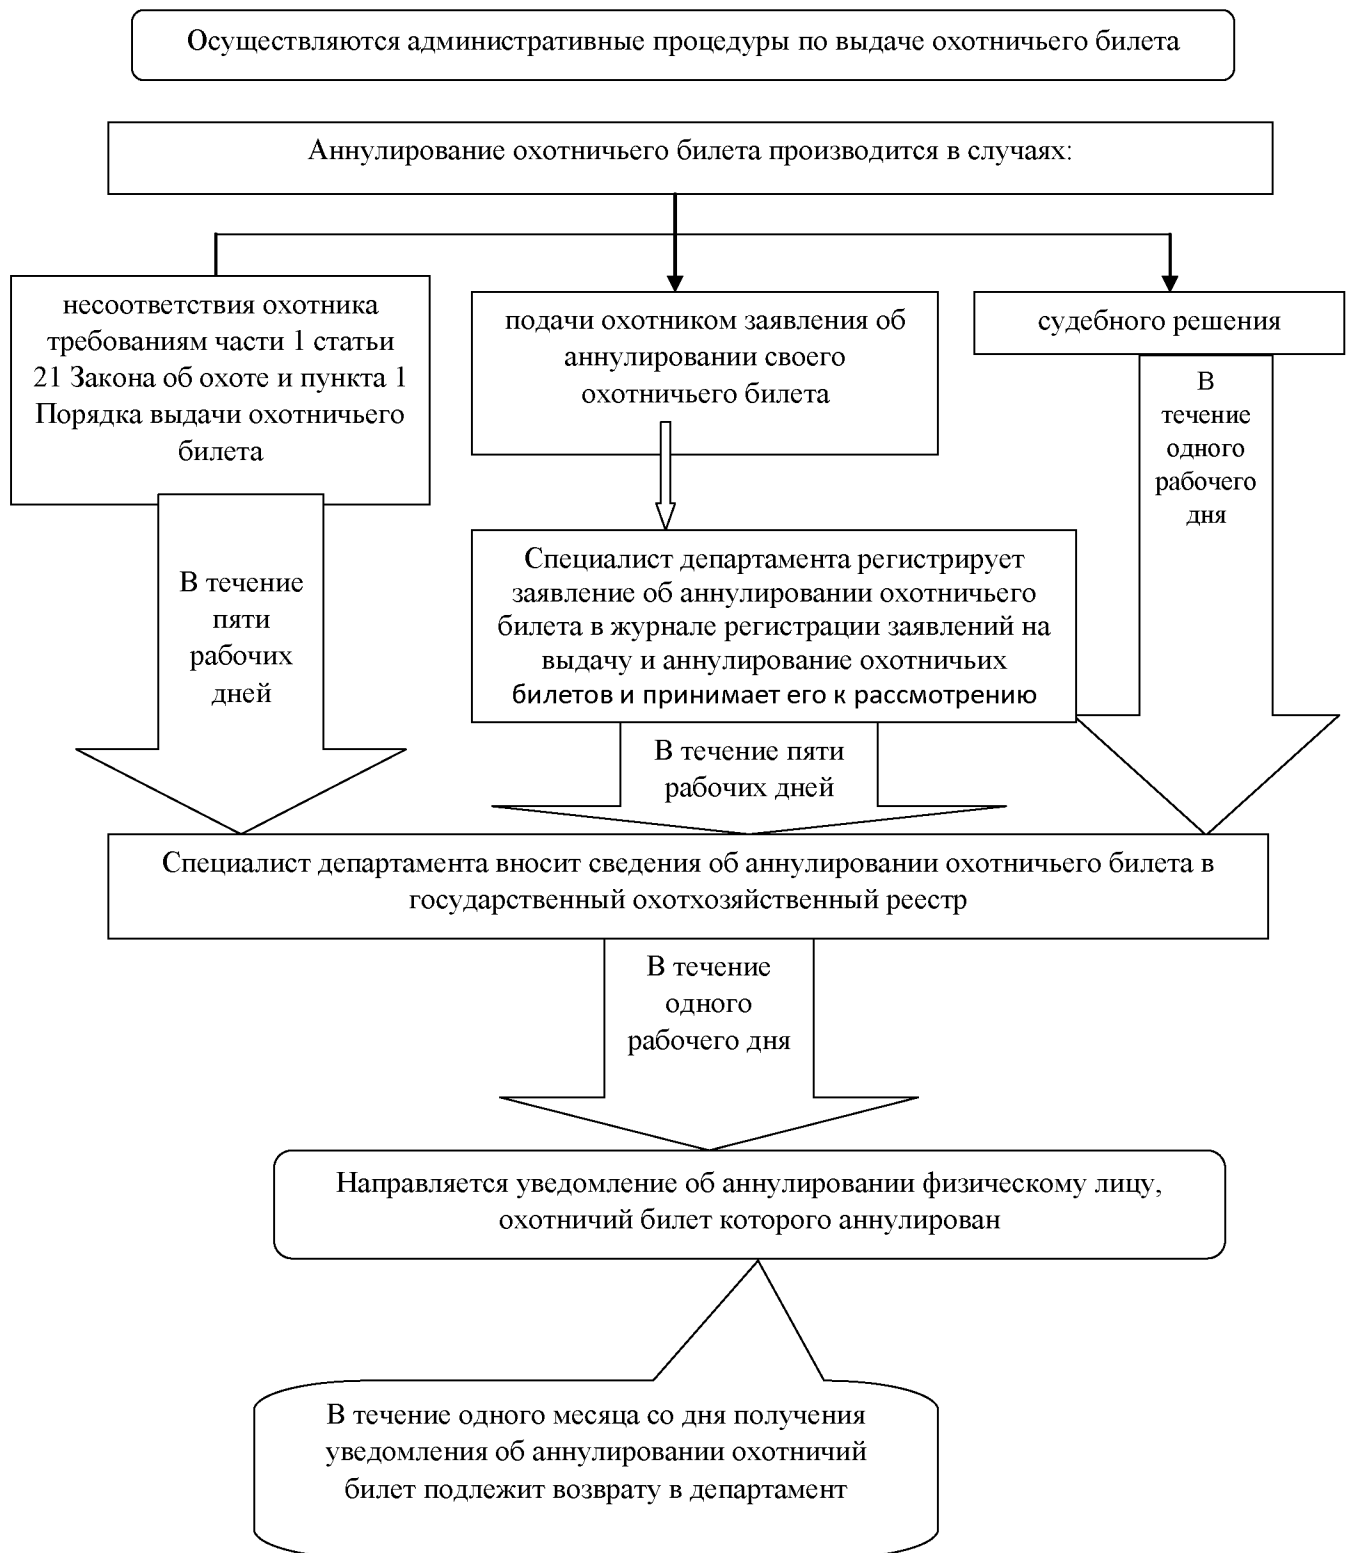 Осуществляются административные процедуры по выдаче охотничьего билета
Аннулирование охотничьего билета производится в случаях:
несоответствия охотника
требованиям части 1 статьи
21 Закона об охоте и пункта 1
Порядка выдачи охотничьего
билета
подачи охотником заявления об
аннулировании своего
охотничьего билета
судебного решения
В
течение
одного
рабочего
дня
В течение
пяти
рабочих
дней
Специалист департамента регистрирует
заявление об аннулировании охотничьего
билета в журнале регистрации заявлений на
выдачу и аннулирование охотничьих
билетов и принимает его к рассмотрению
В течение пяти
рабочих дней
Специалист департамента вносит сведения об аннулировании охотничьего билета в
государственный охотхозяйственный реестр
В течение
одного
рабочего дня
Направляется уведомление об аннулировании физическому лицу,
охотничий билет которого аннулирован
В течение одного месяца со дня получения
уведомления об аннулировании охотничий
билет подлежит возврату в департамент